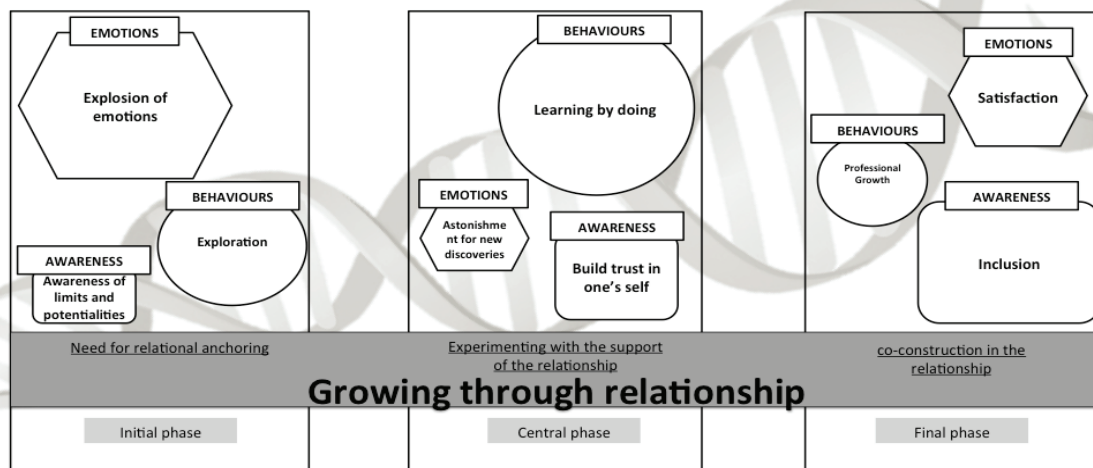 EMOTIONS
Explosion of
emotions
BEHAVIOURS
Exploration
AWARENESS
Awareness of
limits and
potentialities
BEHAVIOURS
Learning by doing
EMOTIONS
Astonishme
nt for new
discoveries
AWARENESS
Build trust in
one’s self
EMOTIONS
Satisfaction
BEHAVIOURS
Professional
Growth
AWARENESS
Inclusion
Need for relational anchoring
Experimenting with the support
of the relationship
co-construction in the
relationship
Growing through relationship
Initial phase
Central phase
Final phase